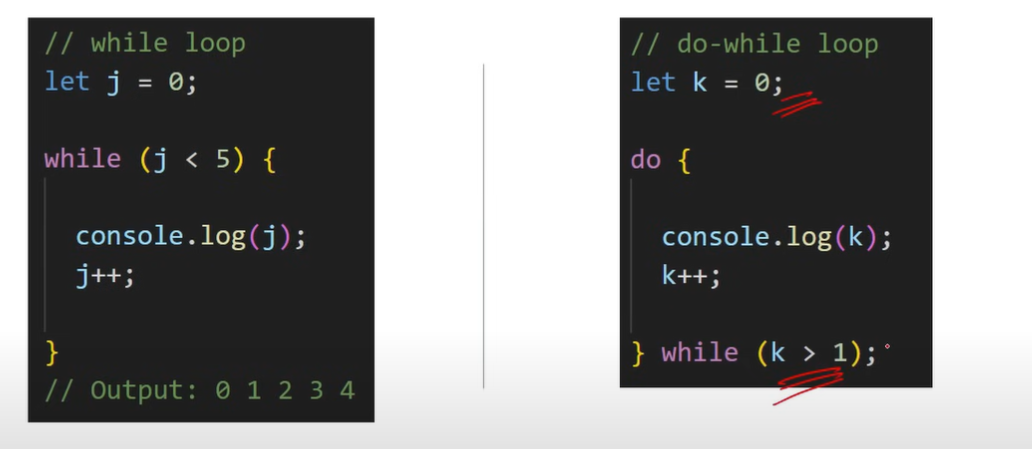 // while loop
let j = 0;
while (j < 5) {
console.log(j);
j++;
}
// Output: 0 1 2 3 4
// do-while loop
let k = 0;
do {
console.log(k);
k++;
} while (k > 1);